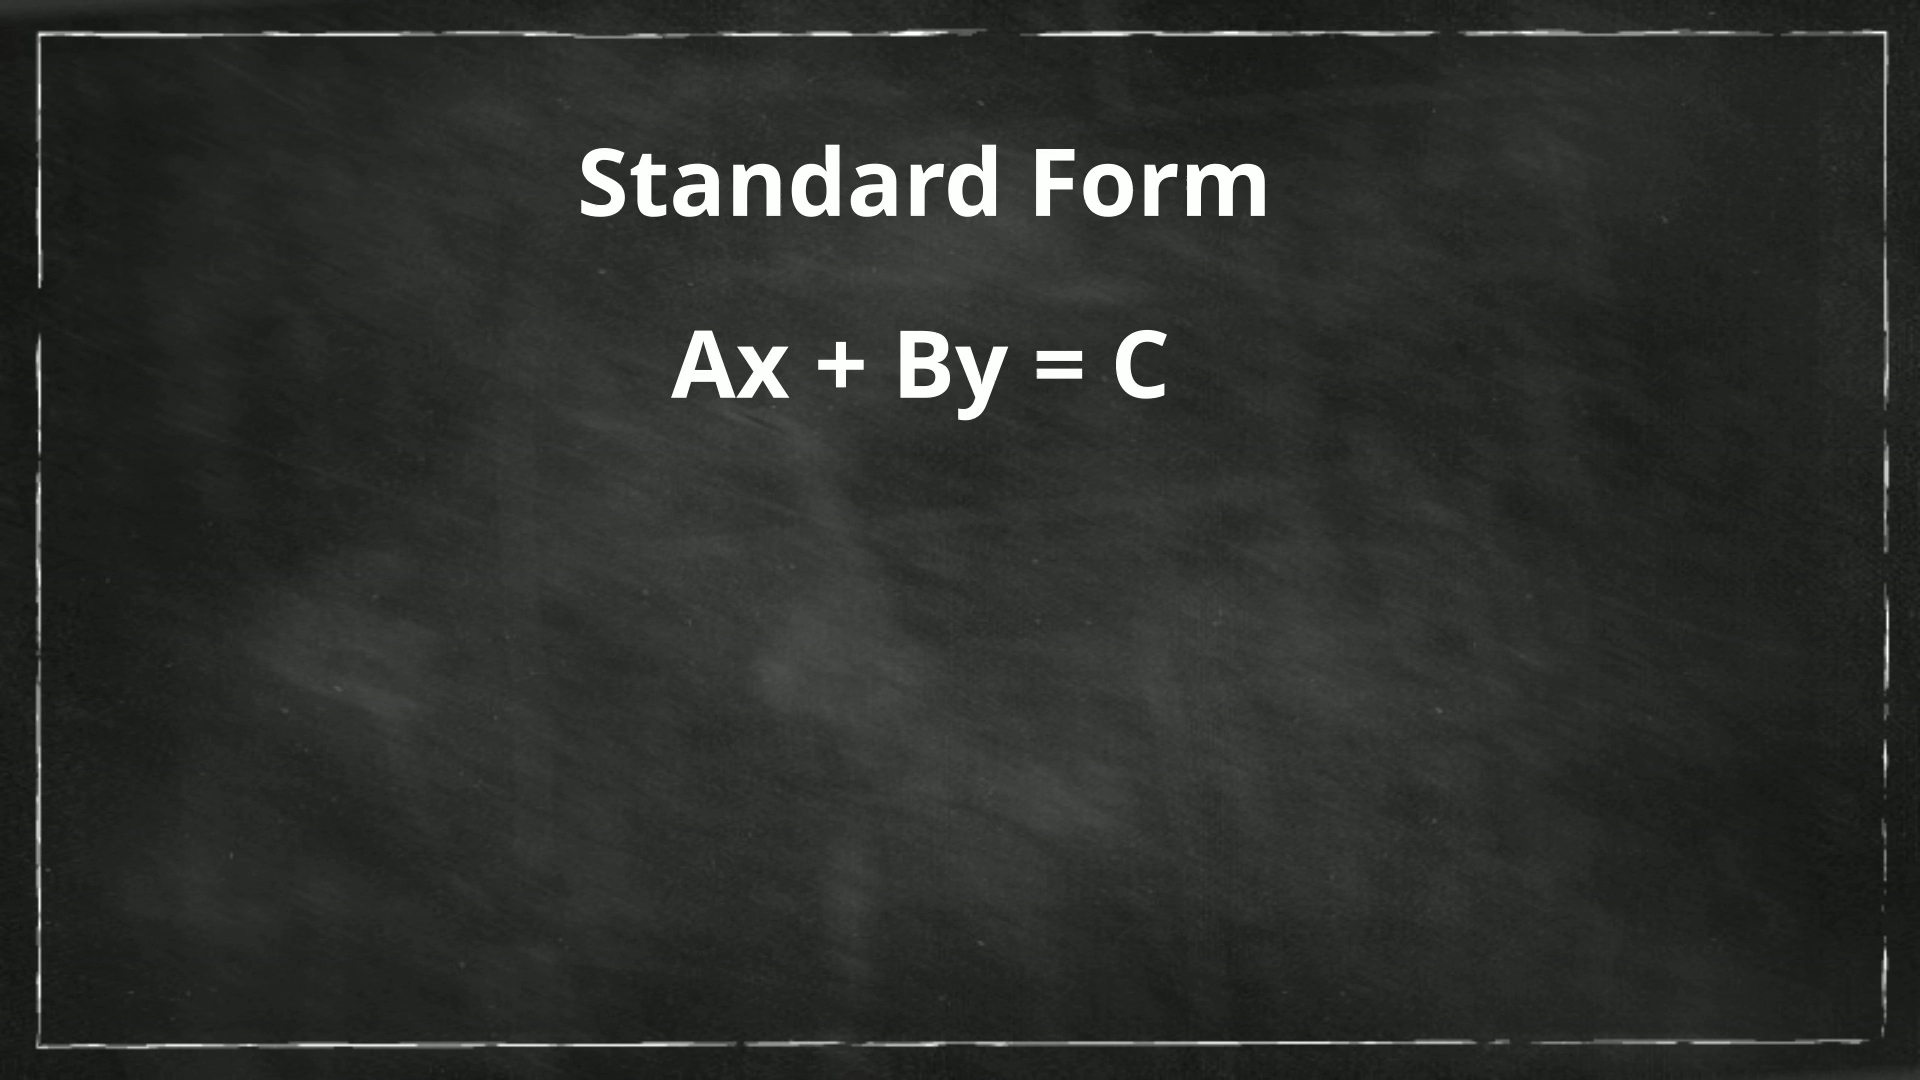 Standard Form
Ax + By = C